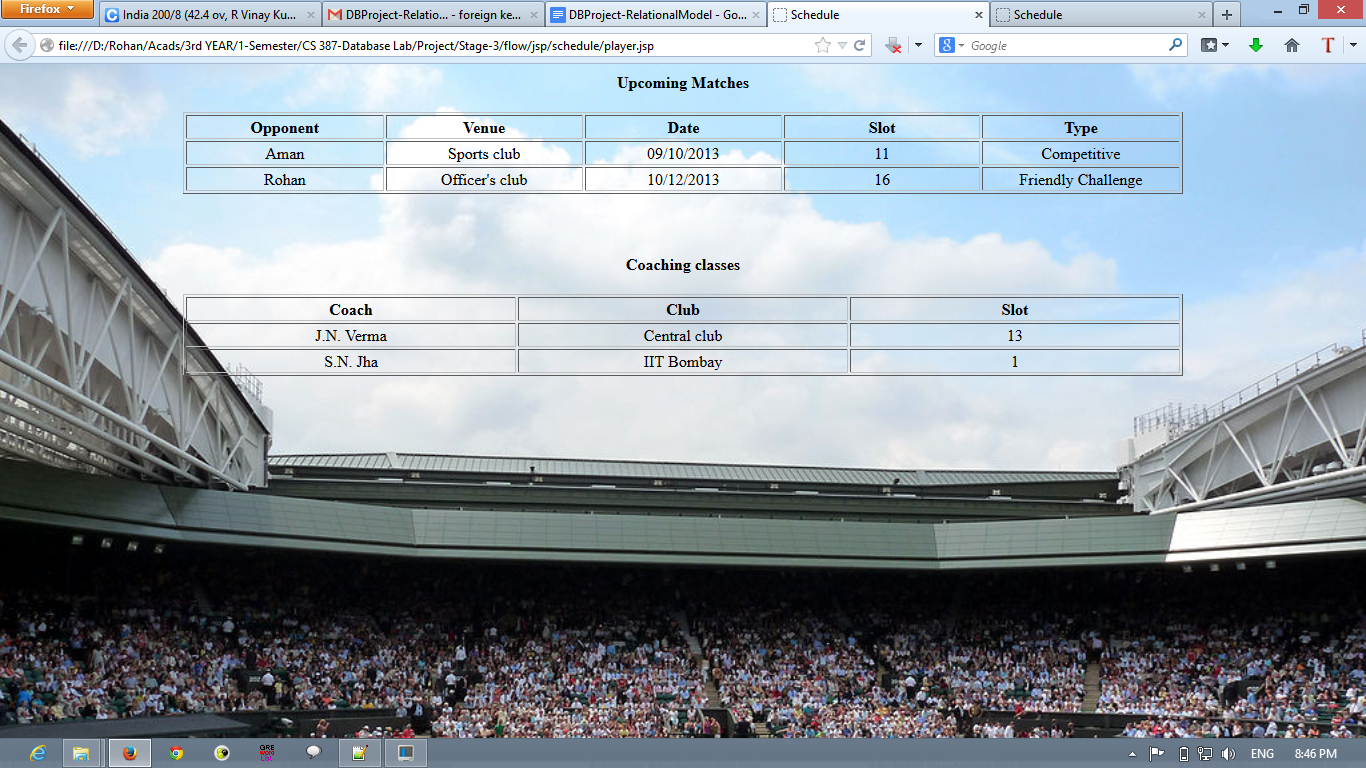 Firefox
India 200/8 (42.4 ov, R Vinay Ku...
DBProject-Relatio... - foreign ke...
DBProject-RelationalModel - Go...
Schedule
Schedule
file:///D:/Rohan/Acads/3rd YEAR/1-Semester/CS 387-Database Lab/Project/Stage-3/flow/jsp/schedule/player.jsp
Google
Upcoming Matches
Opponent Venue Date Slot Type
Aman Sports club 09/10/2013 11 Competitive
Rohan Officer's club 10/12/2013 16 Friendly Challenge
Coaching classes
Coach Club Slot
J.N. Verma Central club 13
S.N. Jha IIT Bombay 1
ENG 8:46 PM